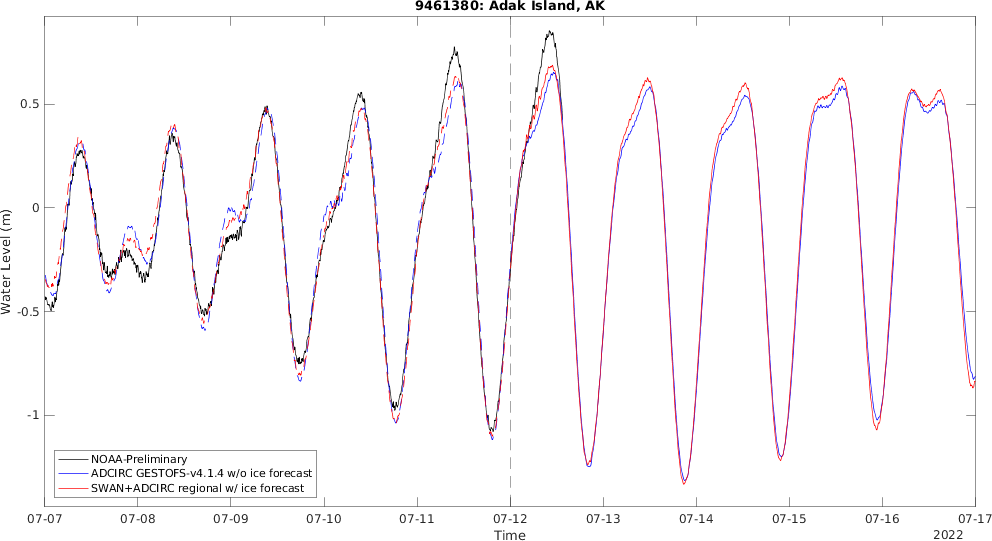 9461380: Adak Island, AK
Water Level (m)
0.5
0
-0.5
-1
NOAA-Preliminary
ADCIRC GESTOFS-v4.1.4 w/o ice forecast
SWAN+ADCIRC regional w/ ice forecast
07-07 07-08 07-09 07-10 07-11 07-12 07-13 07-14 07-15 07-16 07-17
Time
2022